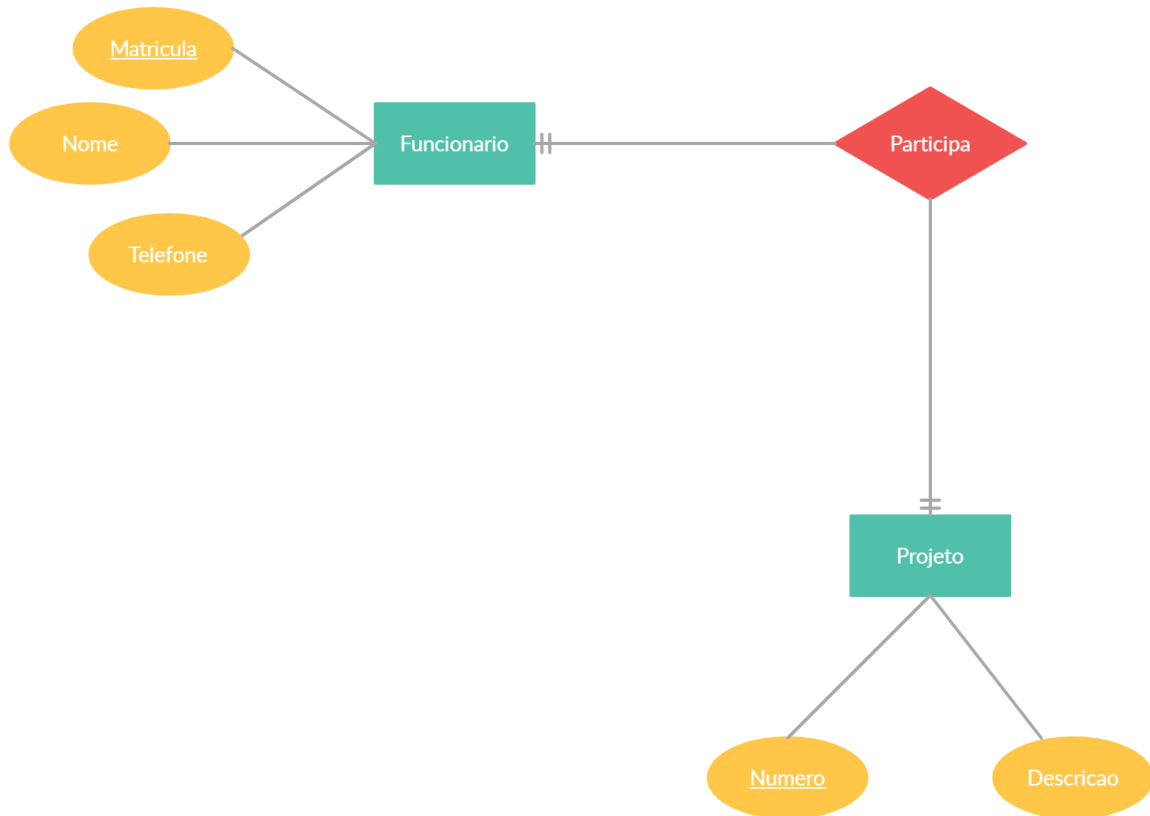 Matricula
Nome
Funcionario
Participa
Telefone
Projeto
Numero
Descricao